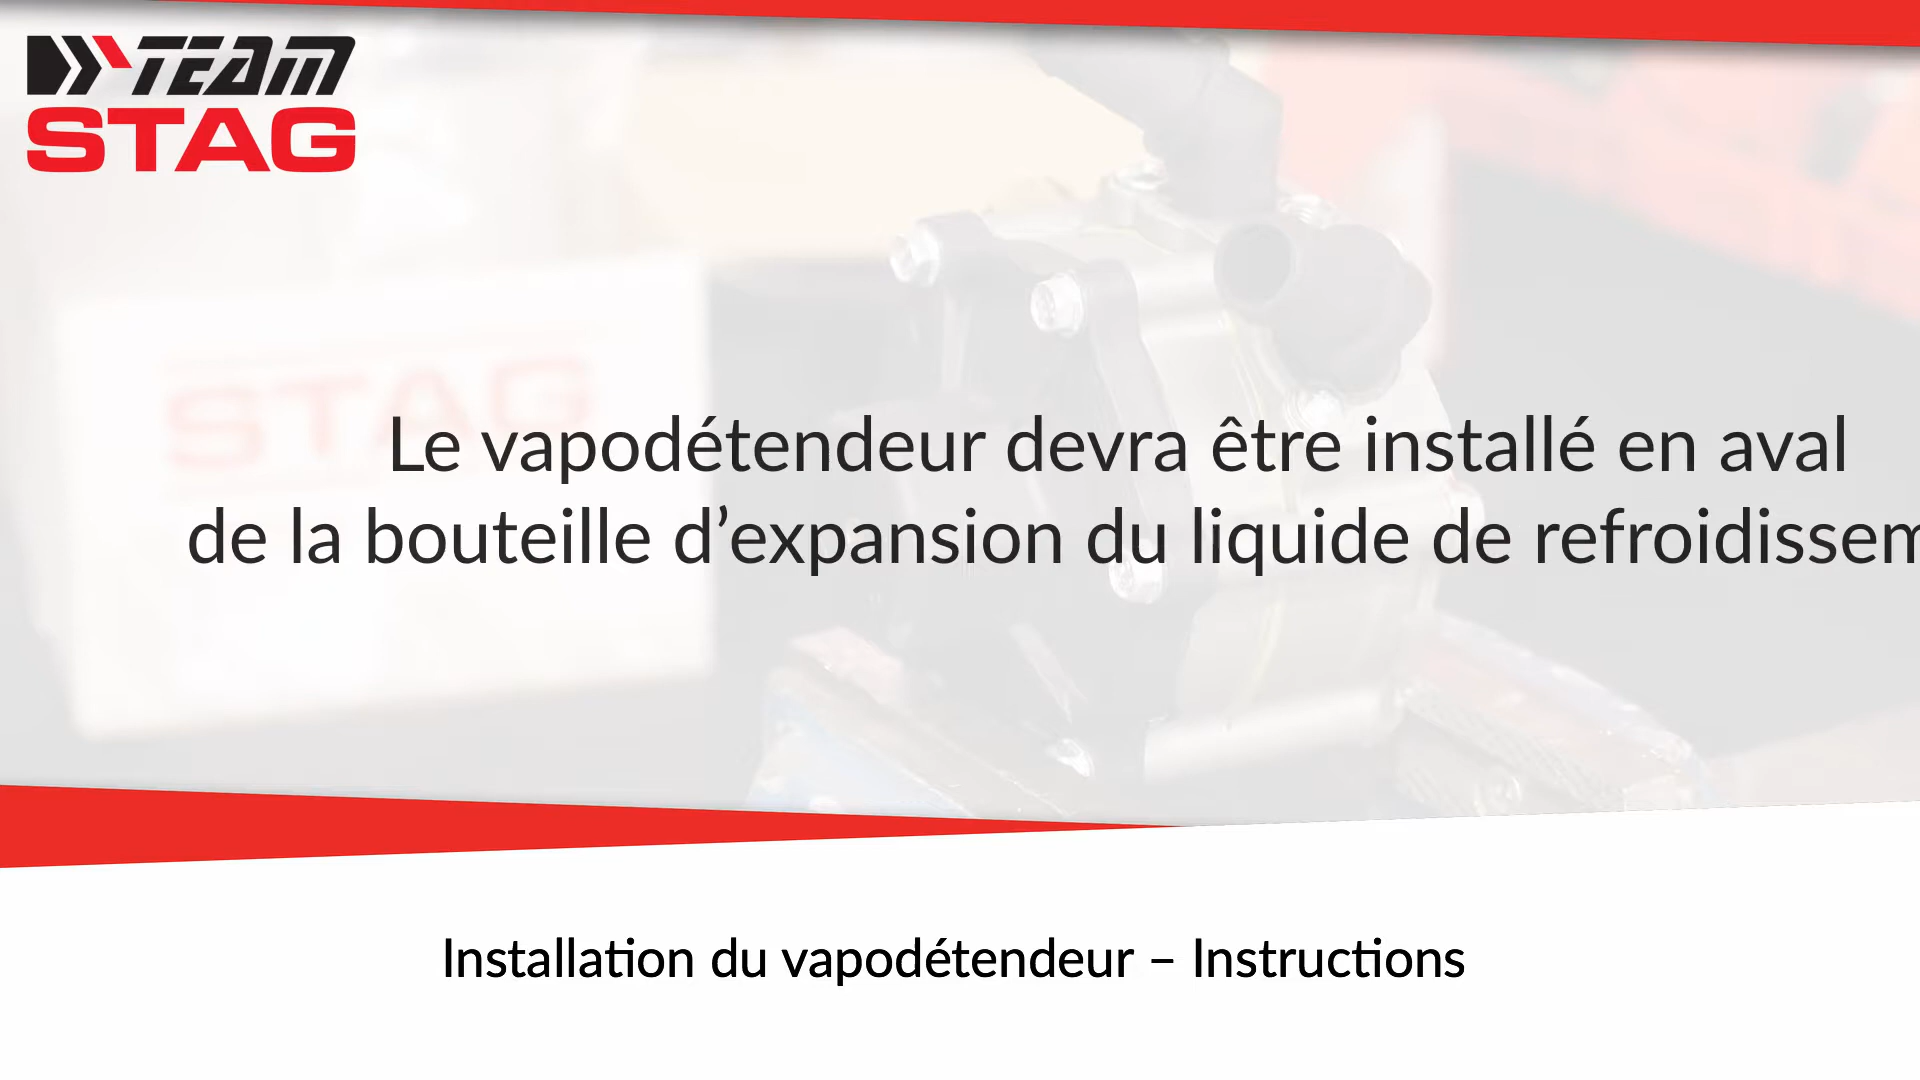 TEAM
STAG
STAG
Le vapodétendeur devra être installé en aval
de la bouteille d’expansion du liquide de refroidissem
Installation du vapodétendeur – Instructions